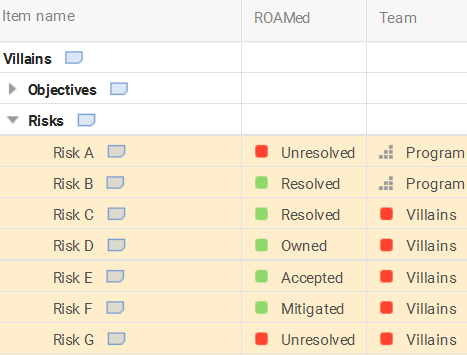 Item name ROAMed Team
Villains
Objectives
Risks
Risk A Unresolved Program
Risk B Resolved Program
Risk C Resolved Villains
Risk D Owned Villains
Risk E Accepted Villains
Risk F Mitigated Villains
Risk G Unresolved Villains